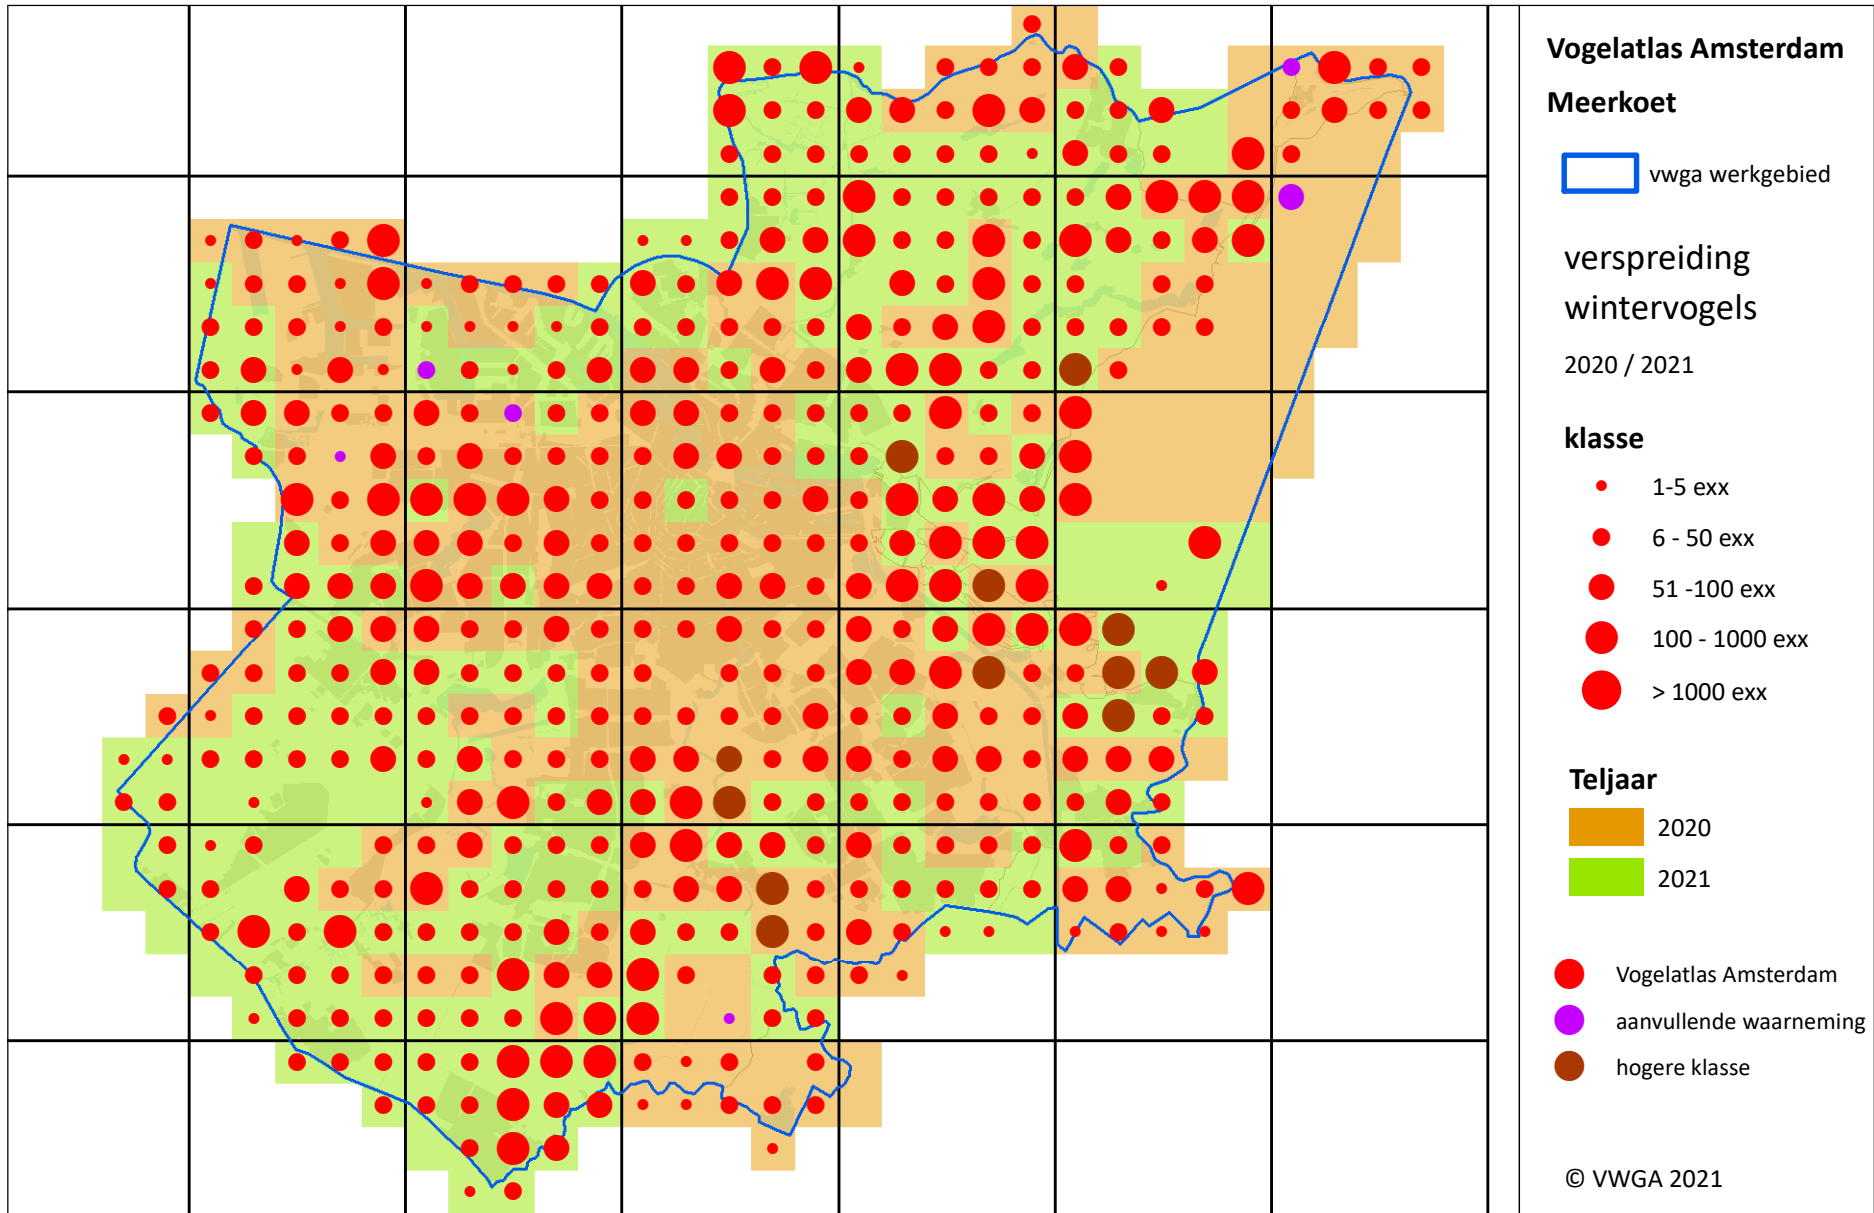 Vogelatlas Amsterdam
Meerkoet
vwga werkgebied
verspreiding
wintervogels
2020 / 2021
klasse
1-5 exx
6 - 50 exx
51 -100 exx
100 - 1000 exx
> 1000 exx
Teljaar
2020
2021
Vogelatlas Amsterdam
aanvullende waarneming
hogere klasse
© VWGA 2021